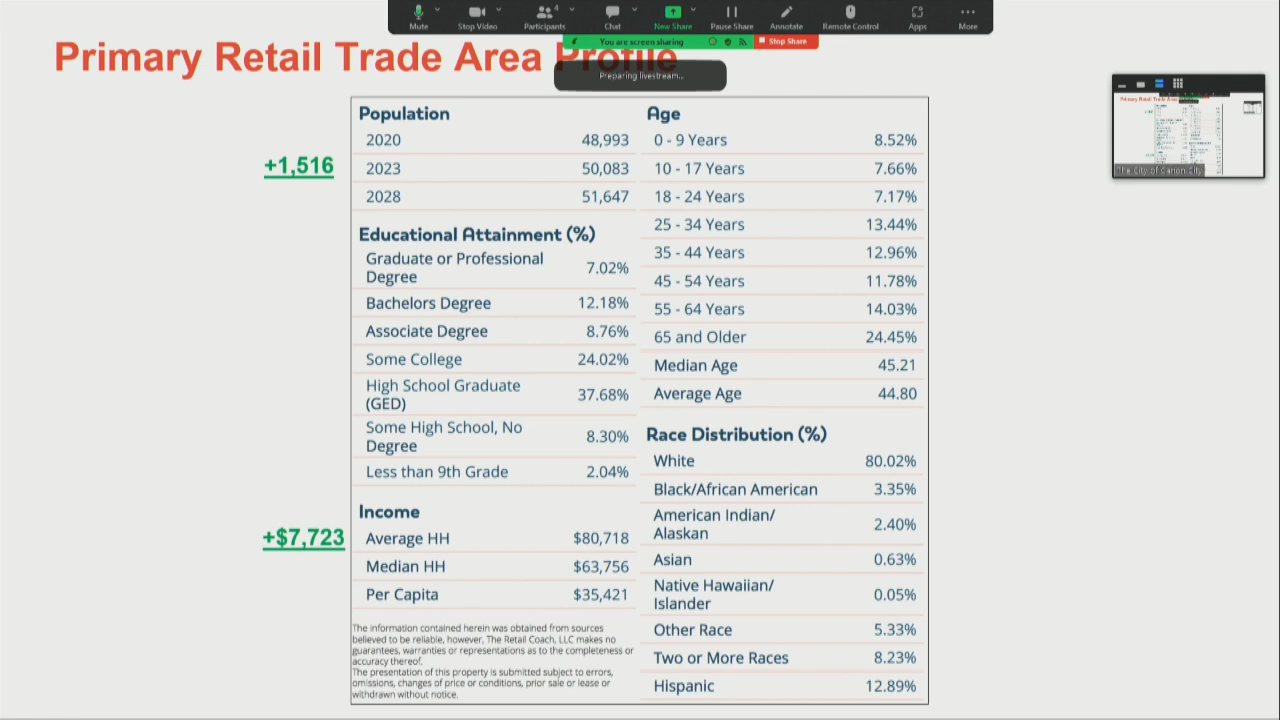 Mute
Stop Video
Participants
4
Chat
New Share
Pause Share
Annotate
Remote Control
Apps
More
You are screen sharing
Stop Share
Preparing livestream...
Primary Retail Trade Area Profile
Population
2020 48,993
+1,516
2023 50,083
2028 51,647
Educational Attainment (%)
Graduate or Professional
Degree 7.02%
Bachelors Degree 12.18%
Associate Degree 8.76%
Some College 24.02%
High School Graduate
(GED) 37.68%
Some High School, No
Degree 8.30%
Less than 9th Grade 2.04%
Income
+$7,723
Average HH $80,718
Median HH $63,756
Per Capita $35,421
The information contained herein was obtained from sources
believed to be reliable, however, The Retail Coach, LLC makes no
guarantees, warranties or representations as to the completeness or
accuracy thereof.
The presentation of this property is submitted subject to errors,
omissions, changes of price or conditions, prior sale or lease or
withdrawn without notice.
Age
0 - 9 Years 8.52%
10 - 17 Years 7.66%
18 - 24 Years 7.17%
25 - 34 Years 13.44%
35 - 44 Years 12.96%
45 - 54 Years 11.78%
55 - 64 Years 14.03%
65 and Older 24.45%
Median Age 45.21
Average Age 44.80
Race Distribution (%)
White 80.02%
Black/African American 3.35%
American Indian/
Alaskan 2.40%
Asian 0.63%
Native Hawaiian/
Islander 0.05%
Other Race 5.33%
Two or More Races 8.23%
Hispanic 12.89%
Primary Retail Trade Area
The City of Canon City